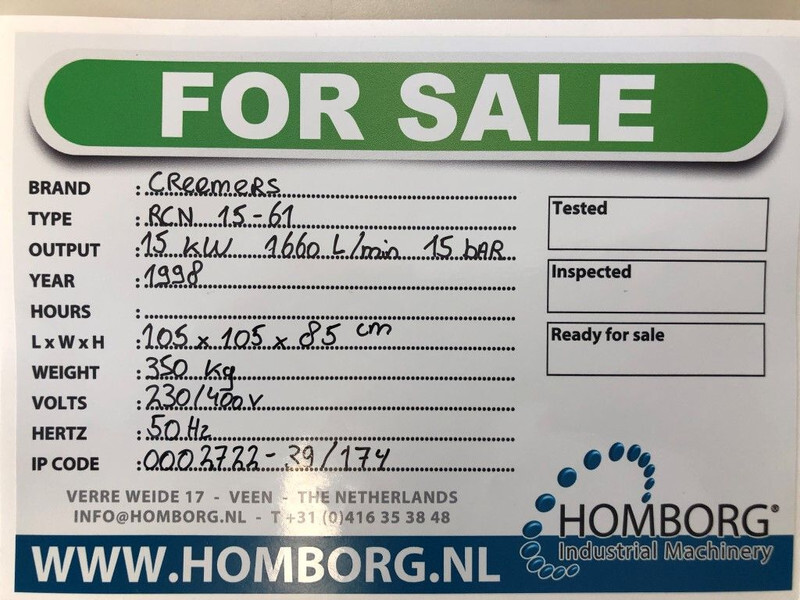 FOR SALE
BRAND : CReemeRS
TYPE : RCN 15-61
OUTPUT : 15 KW 1660 L/min 15 bAR
YEAR : 1998
HOURS :
L x W x H : 105 x 105 x 85 cm
WEIGHT : 350 Kg
VOLTS : 230/400 V
HERTZ : 50 Hz
IP CODE : 0002722-39/174
Tested
Inspected
Ready for sale
VERRE WEIDE 17 - VEEN - THE NETHERLANDS
INFO@HOMBORG.NL - T +31 (0)416 35 38 48
WWW.HOMBORG.NL
HOMBORG®
Industrial Machinery